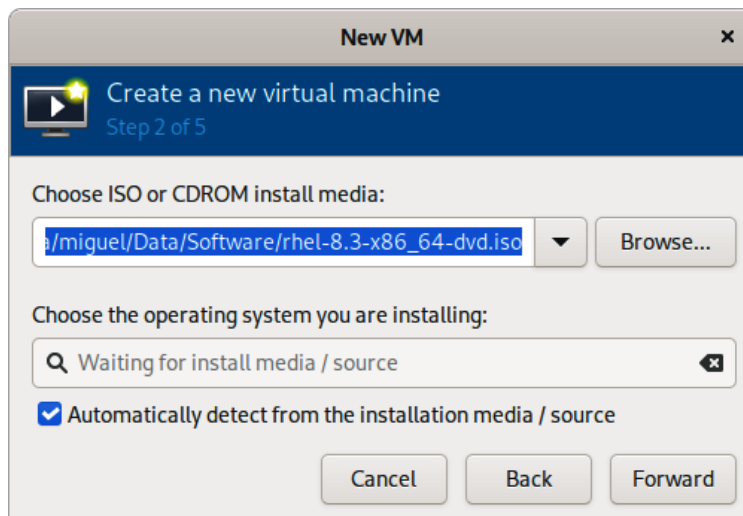 New VM
Create a new virtual machine
Step 2 of 5
Choose ISO or CDROM install media:
a/miguel/Data/Software/rhel-8.3-x86_64-dvd.iso
Browse...
Choose the operating system you are installing:
Waiting for install media / source
Automatically detect from the installation media / source
Cancel Back Forward